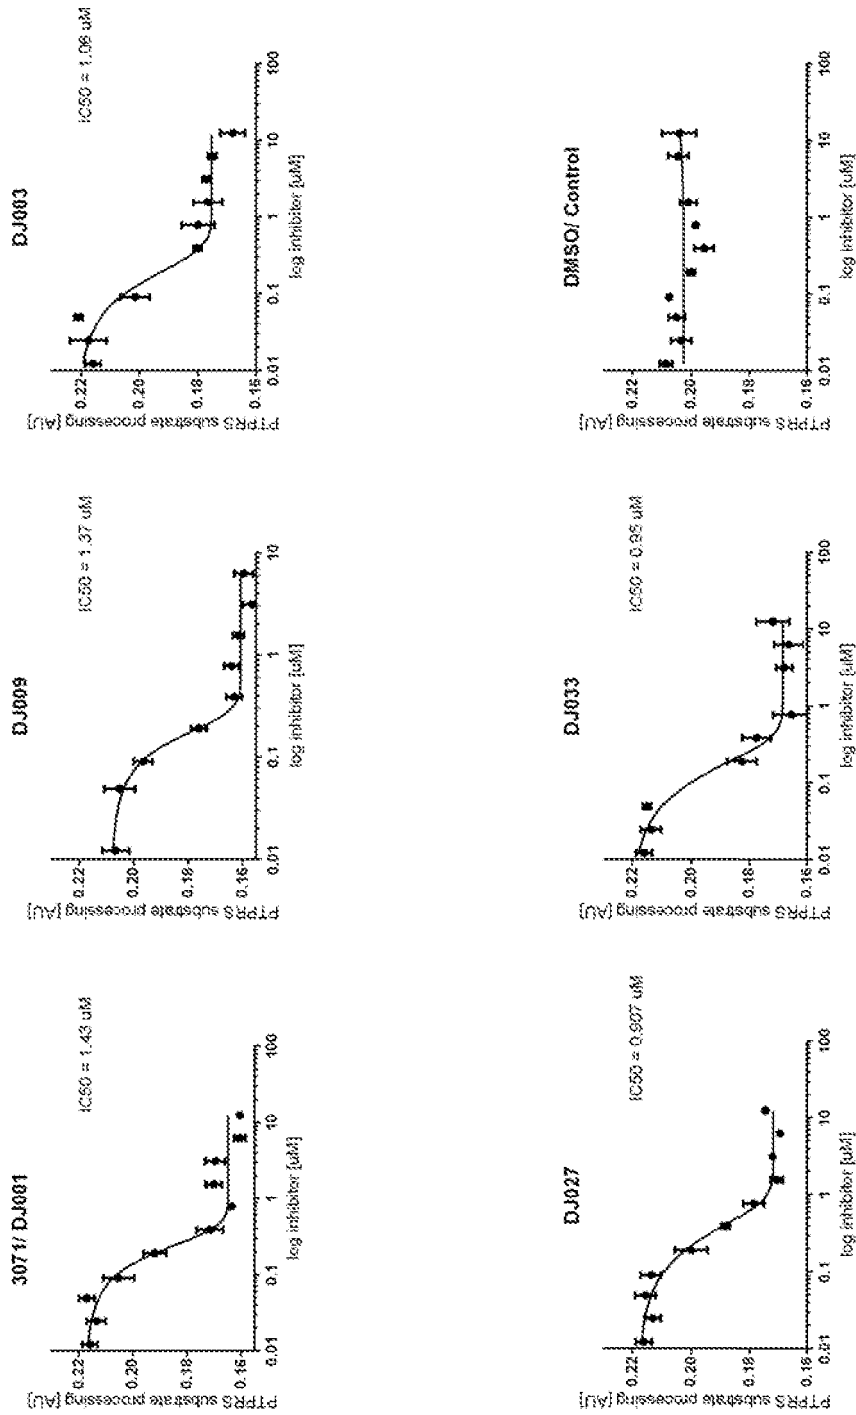 3071/ DJ001
IC50 = 1.43 uM
PTPRS substrate processing
[AU]
0.22
0.20
0.18
0.16
0.01 0.1 1 10 100
log inhibitor [uM]
DJ009
IC50 = 1.37 uM
PTPRS substrate processing
[AU]
0.22
0.20
0.18
0.16
0.01 0.1 1 10
log inhibitor [uM]
DJ003
IC50 = uM
PTPRS substrate processing
[AU]
0.22
0.20
0.18
0.16
0.01 0.1 1 10 100
log inhibitor [uM]
DJ027
IC50 = 0.907 uM
PTPRS substrate processing
[AU]
0.22
0.20
0.18
0.16
0.01 0.1 1 10 100
log inhibitor [uM]
DJ033
IC50 = uM
PTPRS substrate processing
[AU]
0.22
0.20
0.18
0.16
0.01 0.1 1 10 100
log inhibitor [uM]
DMSO/ Control
PTPRS substrate processing
[AU]
0.22
0.20
0.18
0.16
0.01 0.1 1 10 100
log inhibitor [uM]